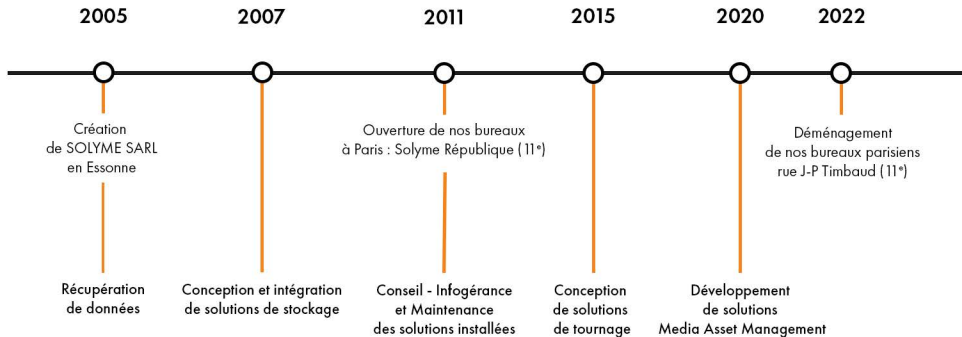 2005
2007
2011
2015
2020
2022
Création
de SOLYME SARL
en Essonne
Ouverture de nos bureaux
à Paris : Solyme République (11e)
Déménagement
de nos bureaux parisiens
rue J-P Timbaud (11e)
Récupération
de données
Conception et intégration
de solutions de stockage
Conseil - Infogérance
et Maintenance
des solutions installées
Conception
de solutions
de tournage
Développement
de solutions
Media Asset Management